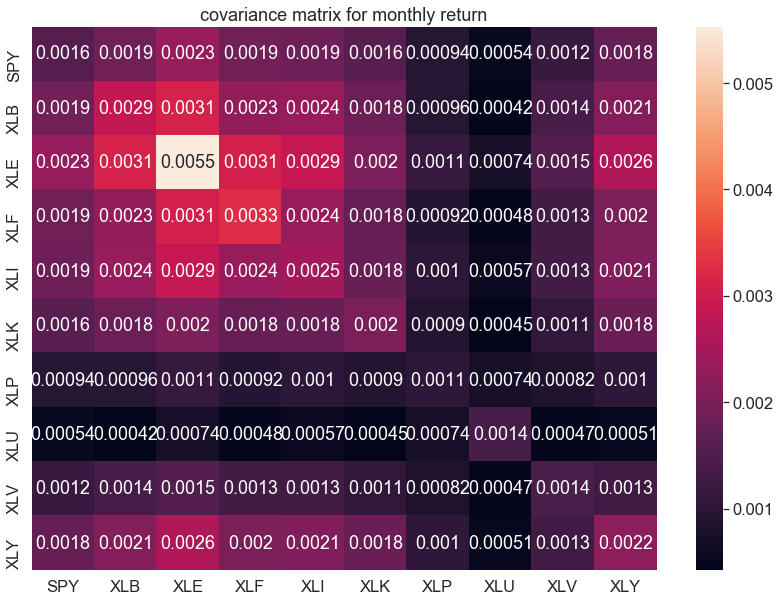 covariance matrix for monthly return
SPY 0.0016 0.0019 0.0023 0.0019 0.0019 0.0016 0.00094 0.00054 0.0012 0.0018
XLB 0.0019 0.0029 0.0031 0.0023 0.0024 0.0018 0.00096 0.00042 0.0014 0.0021
XLE 0.0023 0.0031 0.0055 0.0031 0.0029 0.002 0.0011 0.00074 0.0015 0.0026
XLF 0.0019 0.0023 0.0031 0.0033 0.0024 0.0018 0.00092 0.00048 0.0013 0.002
XLI 0.0019 0.0024 0.0029 0.0024 0.0025 0.0018 0.001 0.00057 0.0013 0.0021
XLK 0.0016 0.0018 0.002 0.0018 0.0018 0.002 0.0009 0.00045 0.0011 0.0018
XLP 0.00094 0.00096 0.0011 0.00092 0.001 0.0009 0.0011 0.00074 0.00082 0.001
XLU 0.00054 0.00042 0.00074 0.00048 0.00057 0.00045 0.00074 0.0014 0.00047 0.00051
XLV 0.0012 0.0014 0.0015 0.0013 0.0013 0.0011 0.00082 0.00047 0.0014 0.0013
XLY 0.0018 0.0021 0.0026 0.002 0.0021 0.0018 0.001 0.00051 0.0013 0.0022
SPY XLB XLE XLF XLI XLK XLP XLU XLV XLY
0.005
0.004
0.003
0.002
0.001